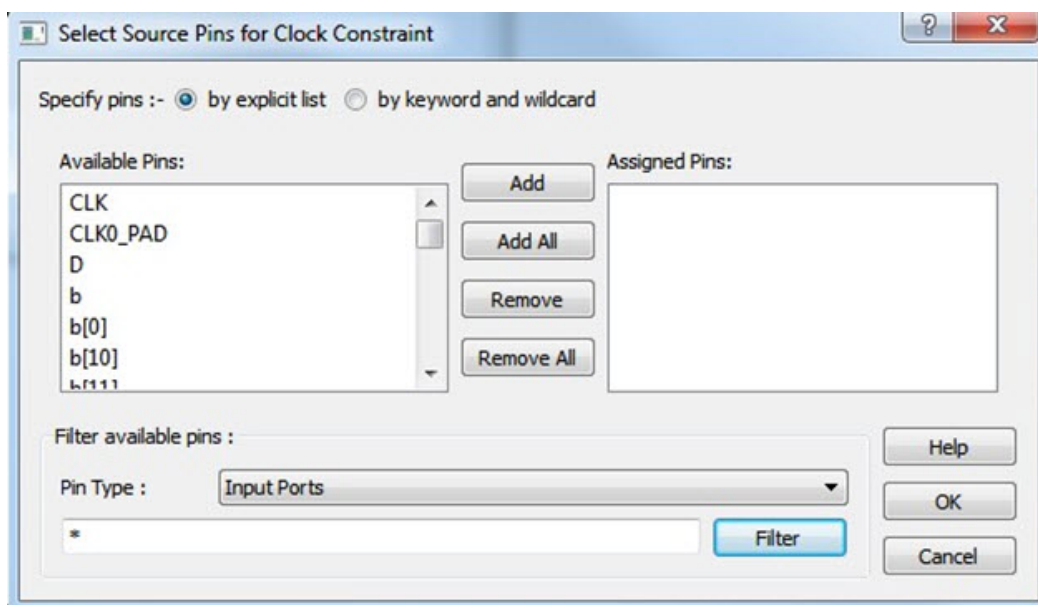 Select Source Pins for Clock Constraint
Specify pins :- by explicit list by keyword and wildcard
Available Pins:
Assigned Pins:
CLK
CLK0_PAD
D
b
b[0]
b[10]
b[11]
Add
Add All
Remove
Remove All
Filter available pins :
Pin Type : Input Ports
*
Filter
Help
OK
Cancel